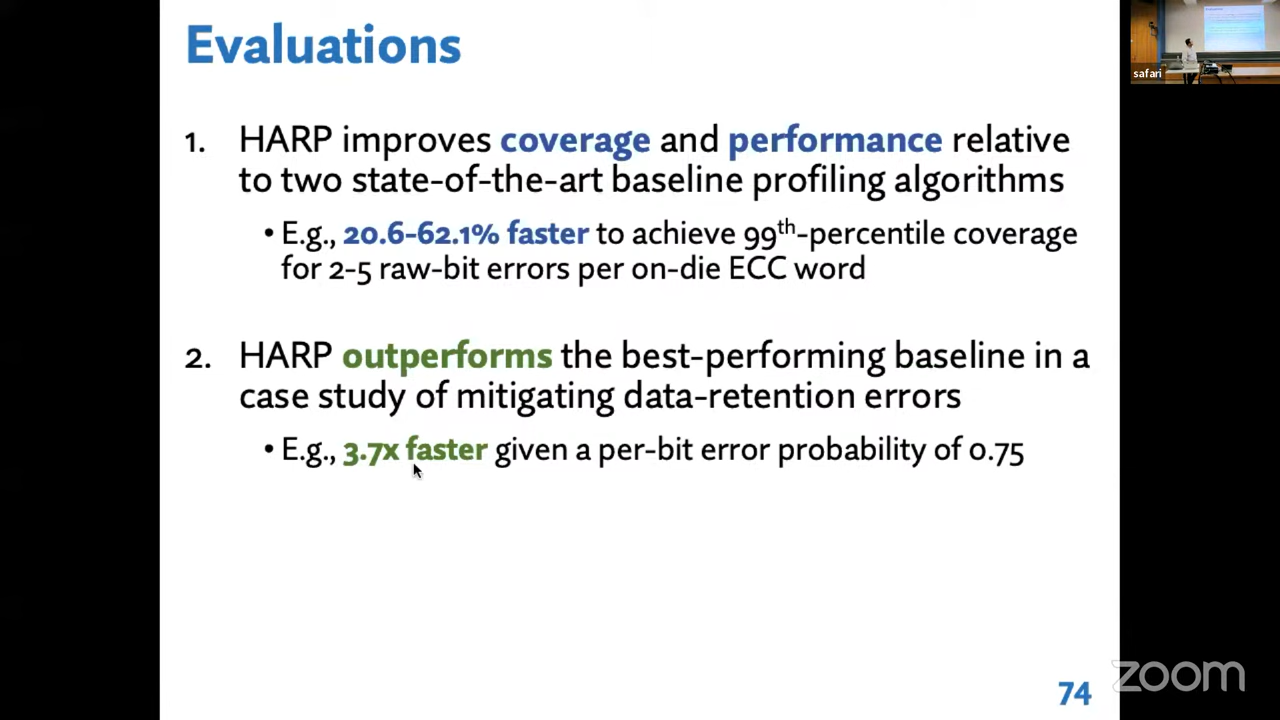 Evaluations
safari
1. HARP improves coverage and performance relative
to two state-of-the-art baseline profiling algorithms
• E.g., 20.6-62.1% faster to achieve 99th-percentile coverage
for 2-5 raw-bit errors per on-die ECC word
2. HARP outperforms the best-performing baseline in a
case study of mitigating data-retention errors
• E.g., 3.7x faster given a per-bit error probability of 0.75
74
zoom